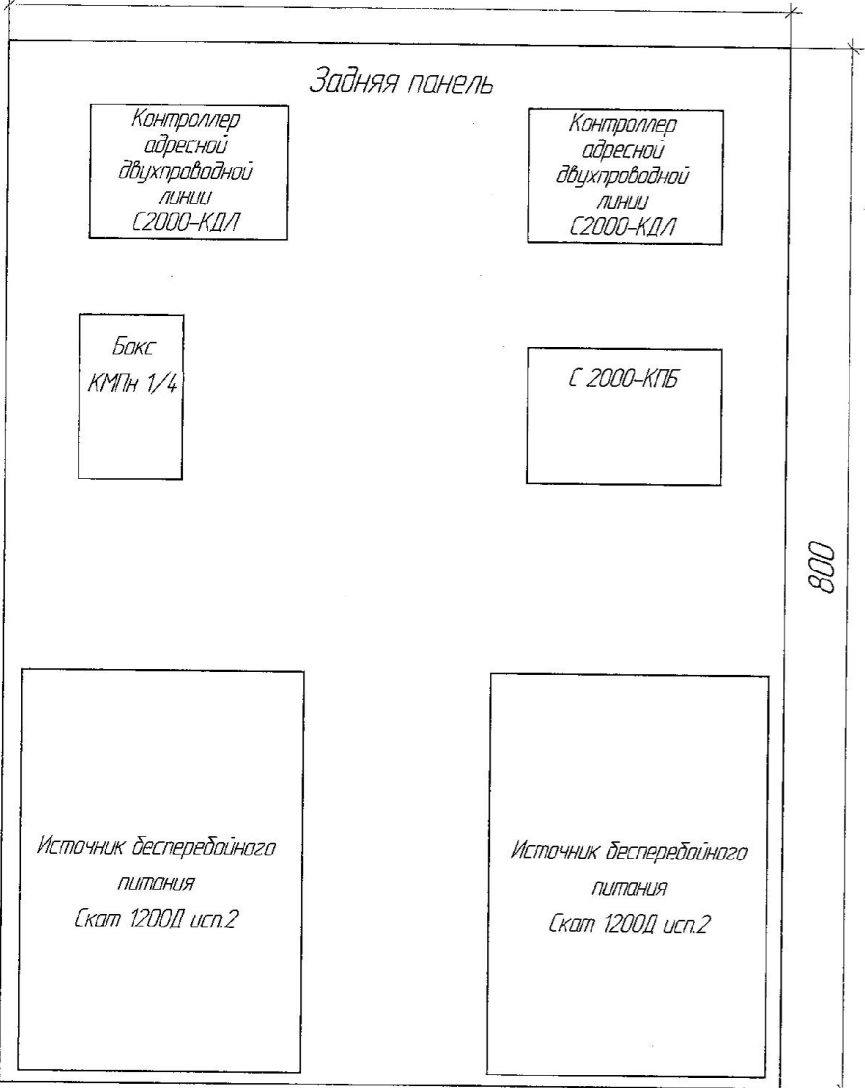 Задняя панель
Контроллер
адресной
двухпроводной
линии
С2000-КДЛ
Контроллер
адресной
двухпроводной
линии
С2000-КДЛ
Бокс
КМПн 1/4
С 2000-КПБ
800
Источник бесперебойного
питания
Скат 1200Д исп.2
Источник бесперебойного
питания
Скат 1200Д исп.2